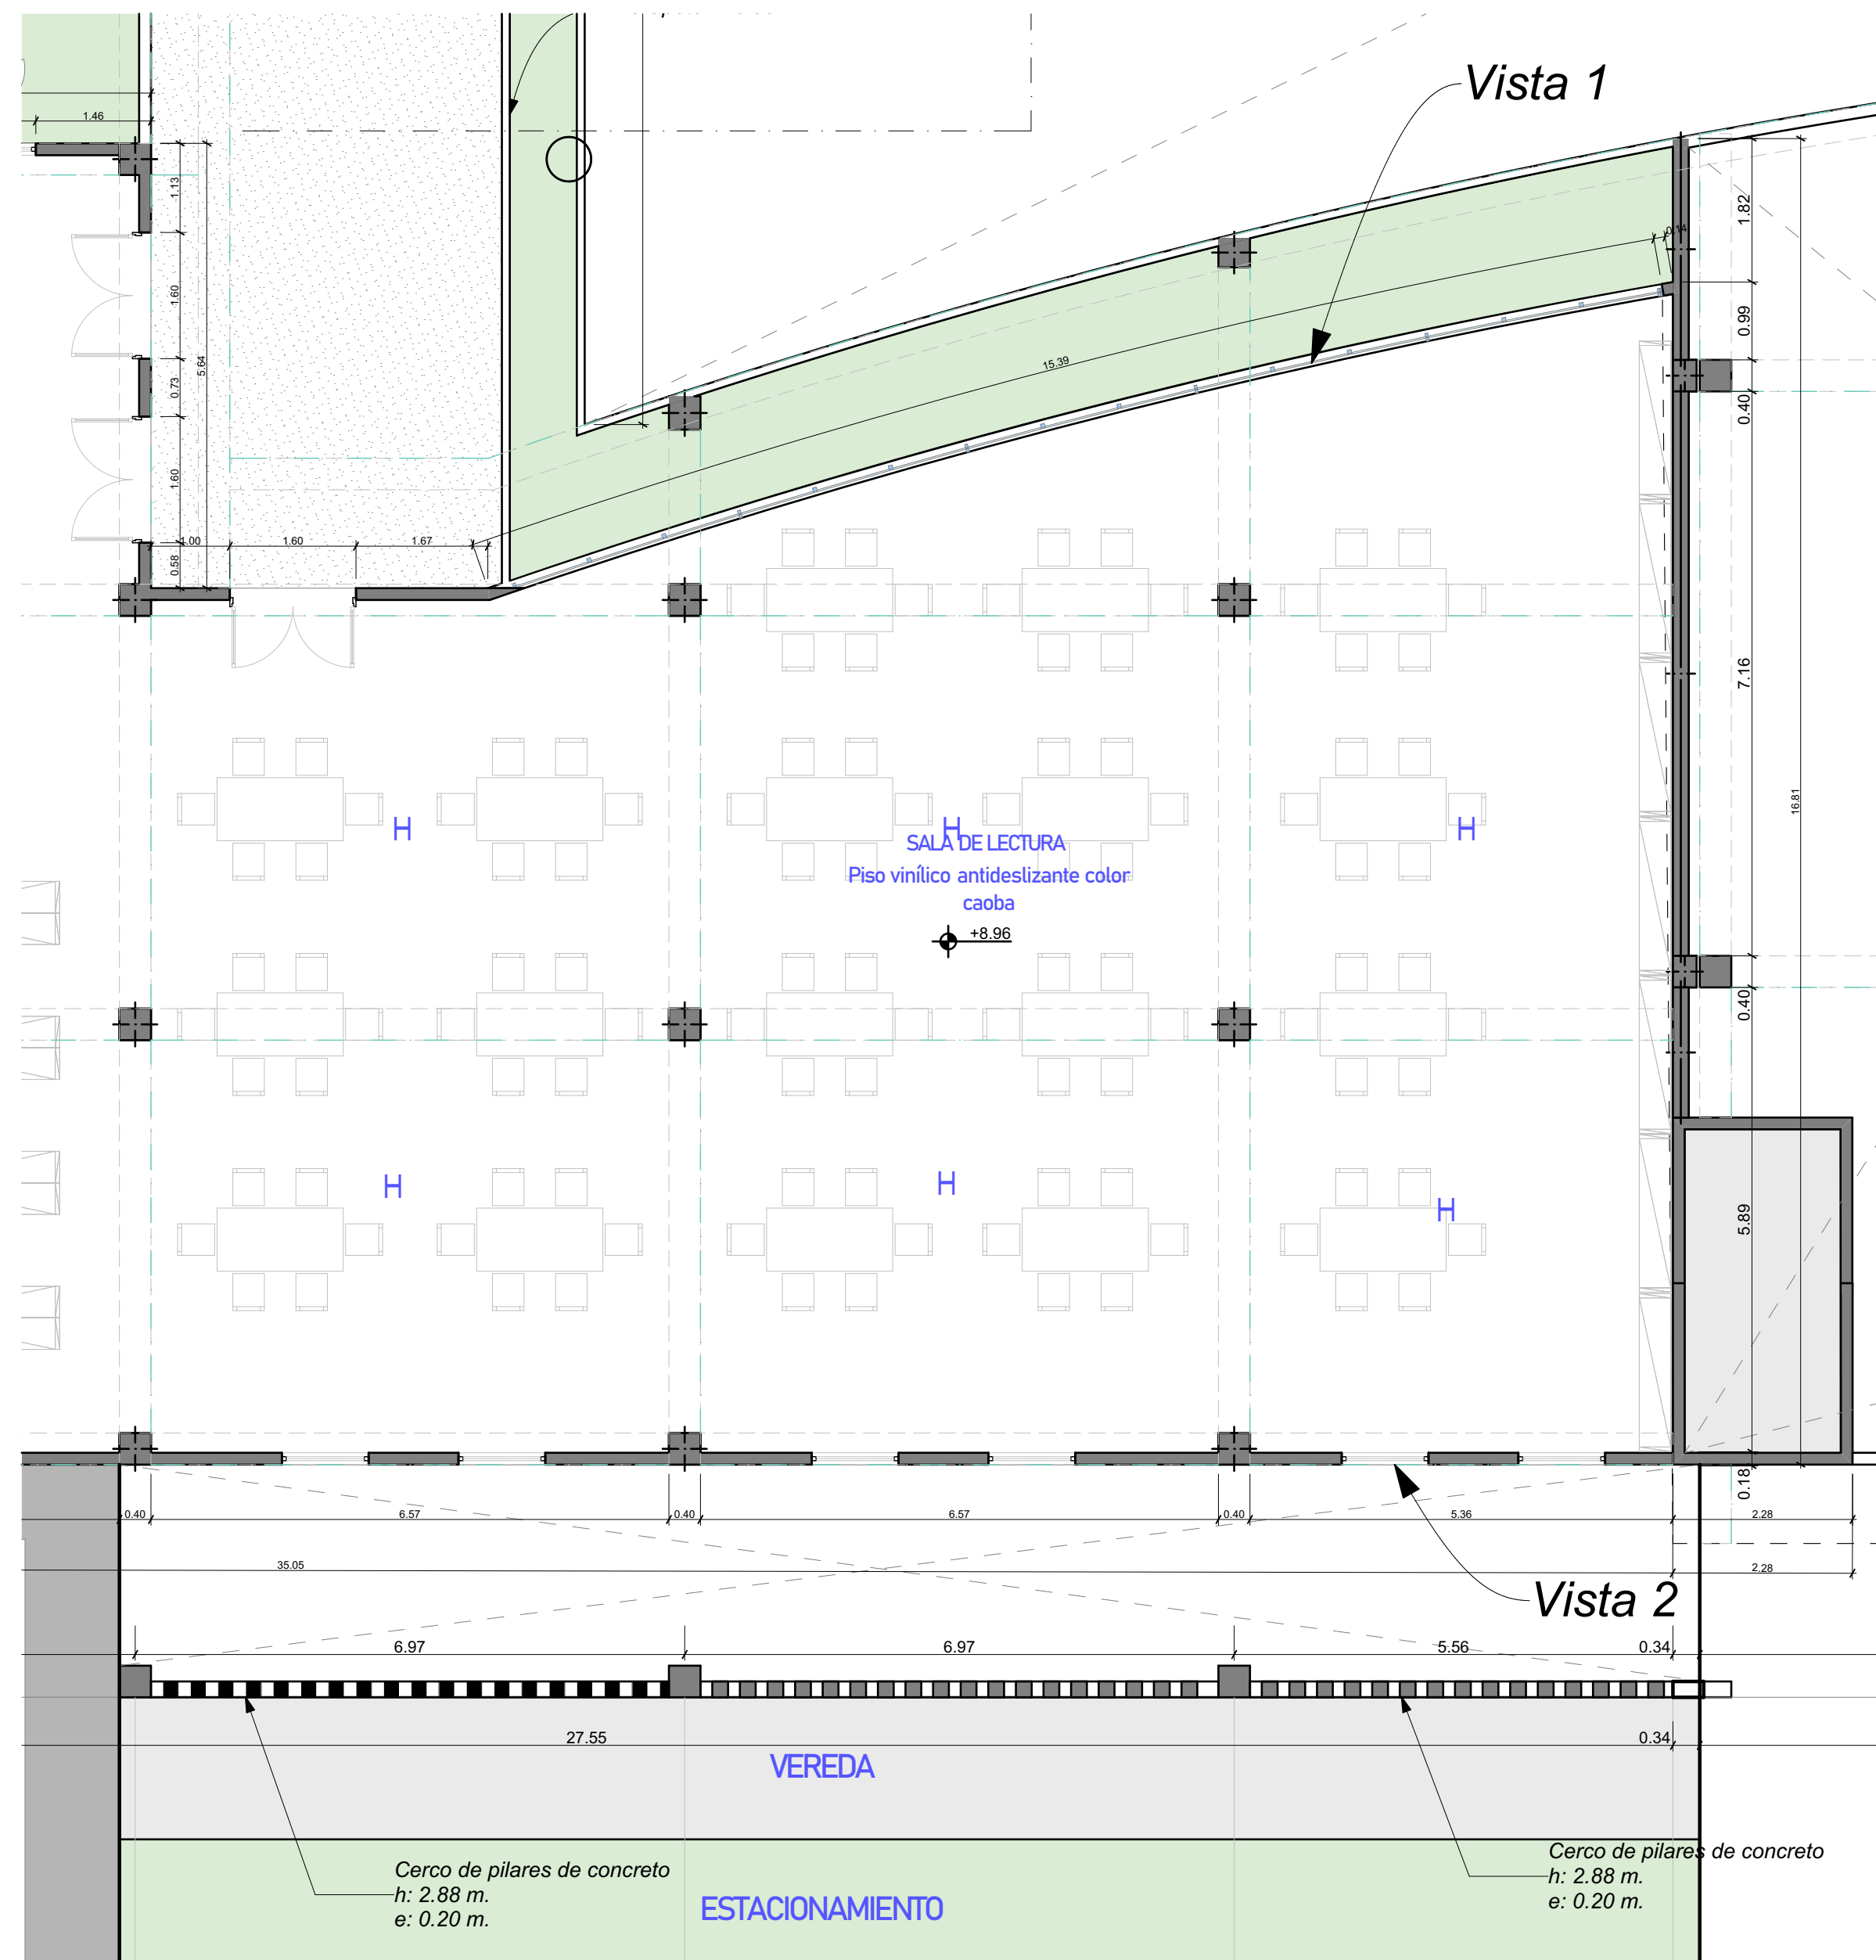 Vista 1
1.46
1.13
1.82
0.14
0.99
1.60
5.64
15.39
0.73
0.40
1.60
1.00
1.60
1.67
0.58
7.16
16.81
H
H
H
SALA DE LECTURA
Piso vinílico antideslizante color
caoba
+8.96
0.40
H
H
H
5.89
0.18
0.40
6.57
0.40
6.57
0.40
5.36
2.28
35.05
2.28
Vista 2
6.97
6.97
5.56
0.34
27.55
0.34
VEREDA
Cerco de pilares de concreto
h: 2.88 m.
e: 0.20 m.
ESTACIONAMIENTO
Cerco de pilares de concreto
h: 2.88 m.
e: 0.20 m.